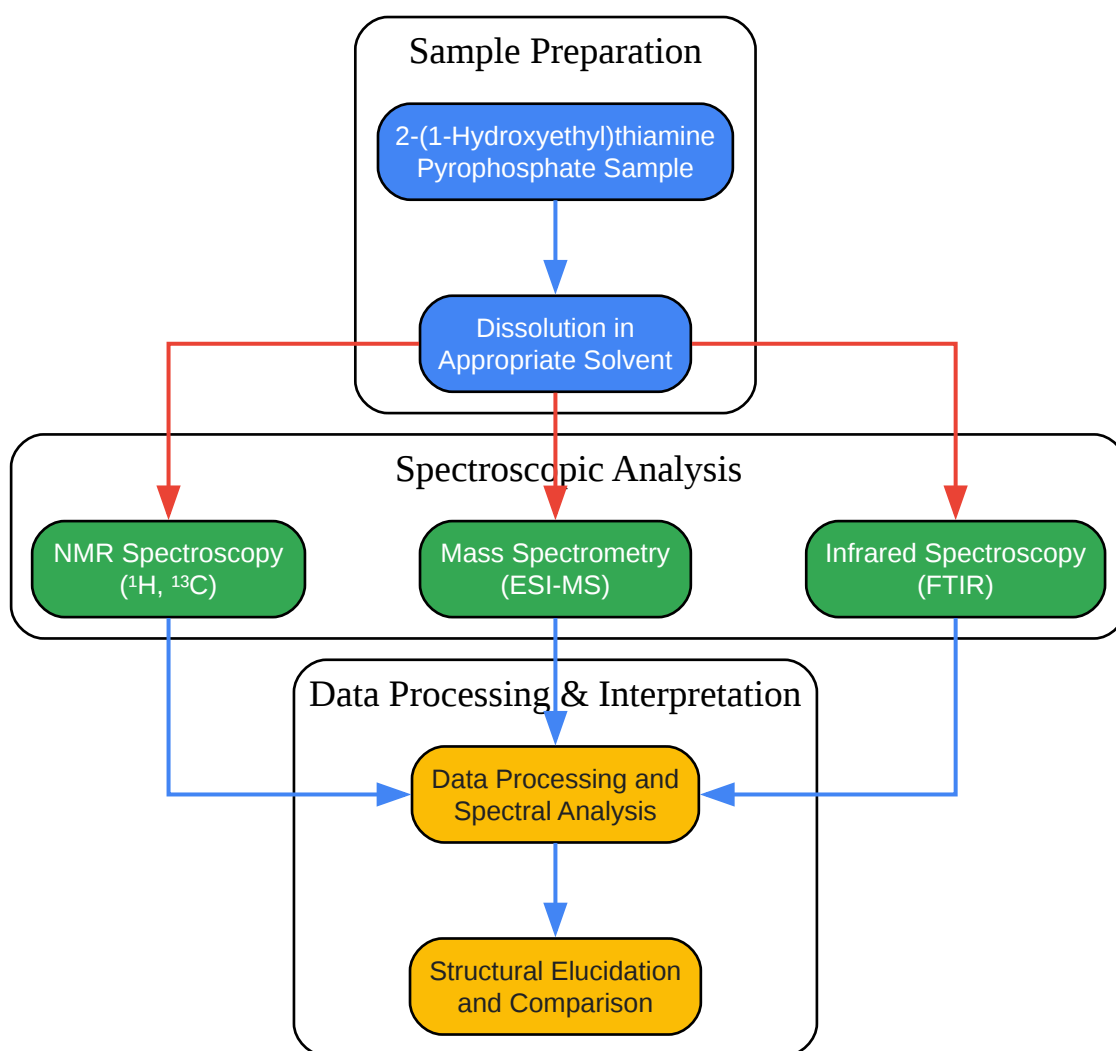 Sample Preparation
2-(1-Hydroxyethyl)thiamine
Pyrophosphate Sample
Dissolution in
Appropriate Solvent
Spectroscopic Analysis
NMR Spectroscopy
(¹H, ¹³C)
Mass Spectrometry
(ESI-MS)
Infrared Spectroscopy
(FTIR)
Data Processing & Interpretation
Data Processing and
Spectral Analysis
Structural Elucidation
and Comparison